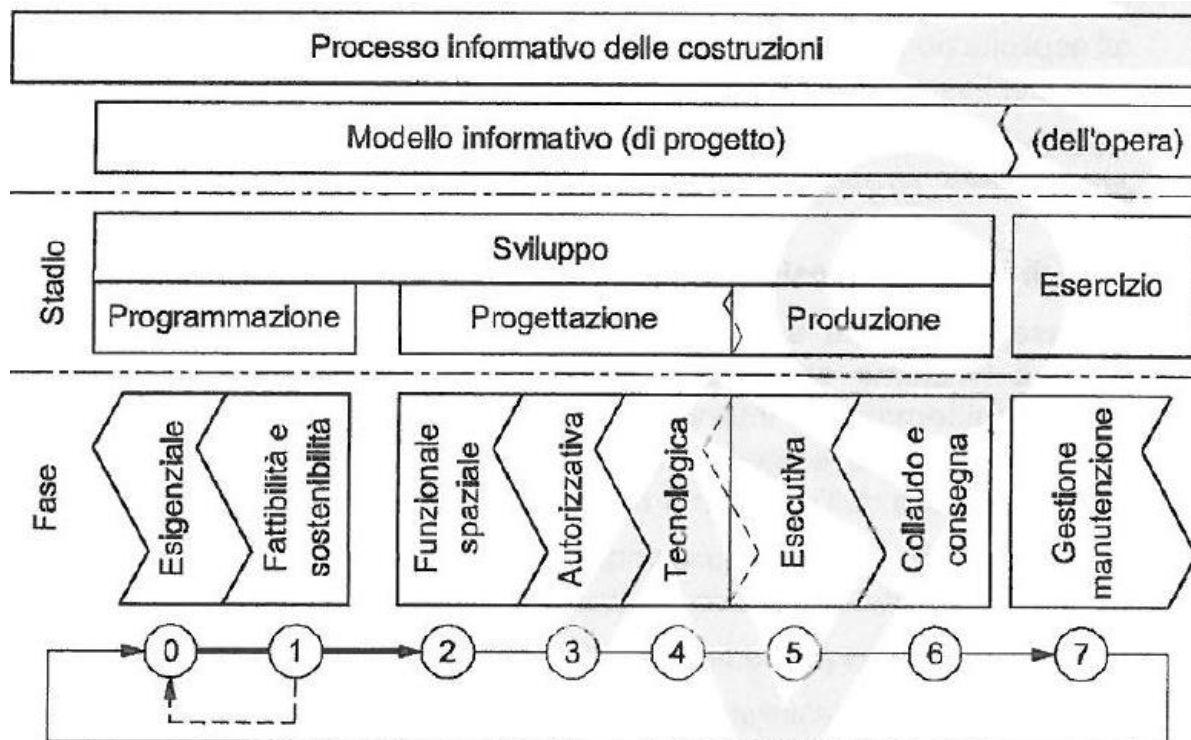 Processo informativo delle costruzioni
Modello informativo (di progetto)
(dell'opera)
Stadio
Sviluppo
Esercizio
Programmazione
Progettazione
Produzione
Fase
Esigenziale
Fattibilità e
sostenibilità
Funzionale
spaziale
Autorizzativa
Tecnologica
Esecutiva
Collaudo e
consegna
Gestione
manutenzione
0
1
2
3
4
5
6
7